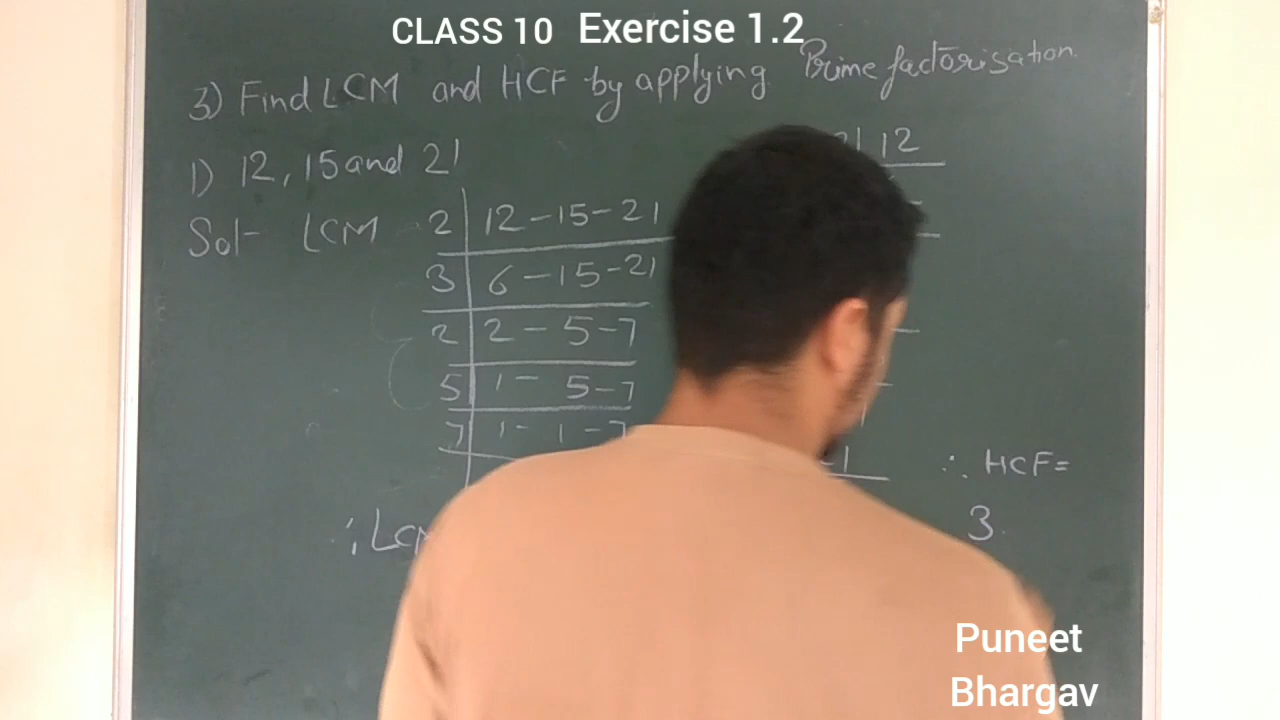 CLASS 10 Exercise 1.2
3) Find LCM and HCF by applying Prime factorisation
1) 12, 15 and 21
Sol- LCM 2 | 12 - 15 - 21
3 | 6 - 15 - 21
2 | 2 - 5 - 7
5 | 1 - 5 - 7
7 | 1 - 1 - 7
12
-1
∴ HCF =
3
∴ LCM
Puneet
Bhargav